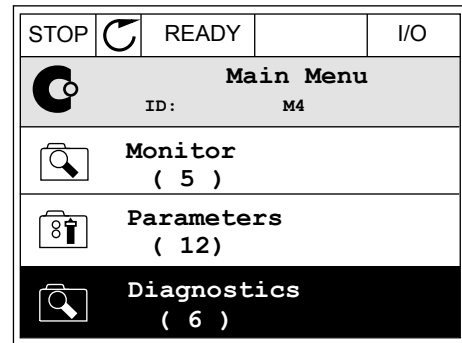 STOP READY I/O
Main Menu
ID: M4
Monitor
( 5 )
Parameters
( 12)
Diagnostics
( 6 )